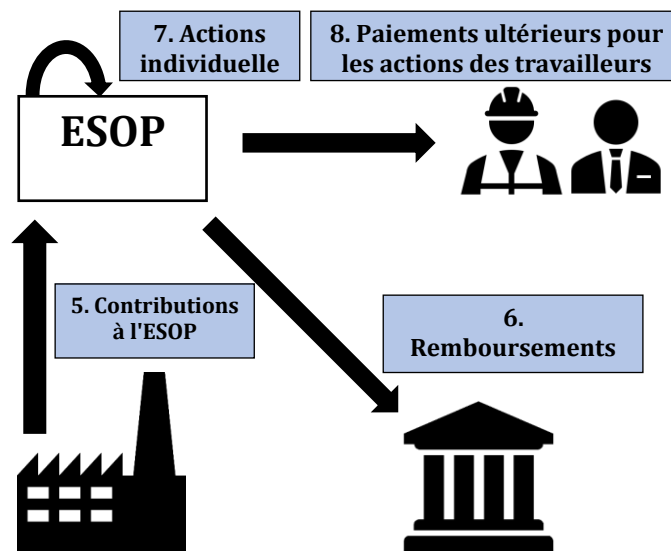 7. Actions
individuelle
8. Paiements ultérieurs pour
les actions des travailleurs
ESOP
5. Contributions
à l'ESOP
6.
Remboursements